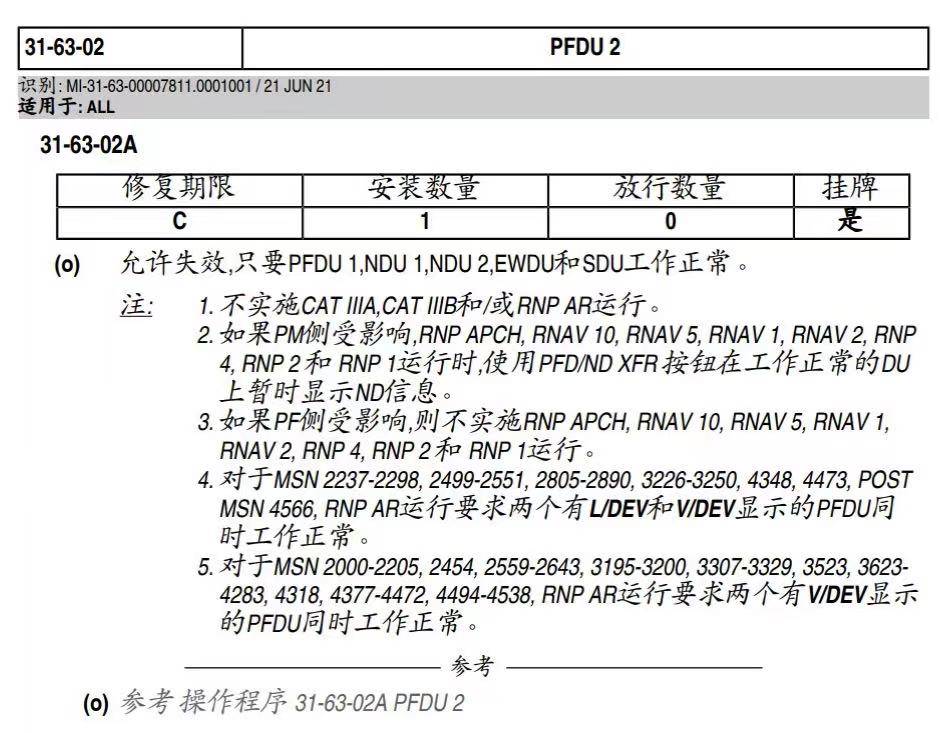 31-63-02 PFDU 2
识别: MI-31-63-00007811.0001001 / 21 JUN 21
适用于: ALL
31-63-02A
修复期限 安装数量 放行数量 挂牌
C 1 0 是
(o) 允许失效,只要PFDU 1,NDU 1,NDU 2,EWDU和SDU工作正常。
注: 1. 不实施CAT IIIA,CAT IIIB和/或RNP AR运行。
2. 如果PM侧受影响,RNP APCH, RNAV 10, RNAV 5, RNAV 1, RNAV 2, RNP
4, RNP 2 和 RNP 1运行时,使用PFD/ND XFR 按钮在工作正常的DU
上暂时显示ND信息。
3. 如果PF侧受影响,则不实施RNP APCH, RNAV 10, RNAV 5, RNAV 1,
RNAV 2, RNP 4, RNP 2 和 RNP 1运行。
4. 对于MSN 2237-2298, 2499-2551, 2805-2890, 3226-3250, 4348, 4473, POST
MSN 4566, RNP AR运行要求两个有L/DEV和V/DEV显示的PFDU同
时工作正常。
5. 对于MSN 2000-2205, 2454, 2559-2643, 3195-3200, 3307-3329, 3523, 3623-
4283, 4318, 4377-4472, 4494-4538, RNP AR运行要求两个有V/DEV显示
的PFDU同时工作正常。
参考
(o) 参考 操作程序 31-63-02A PFDU 2